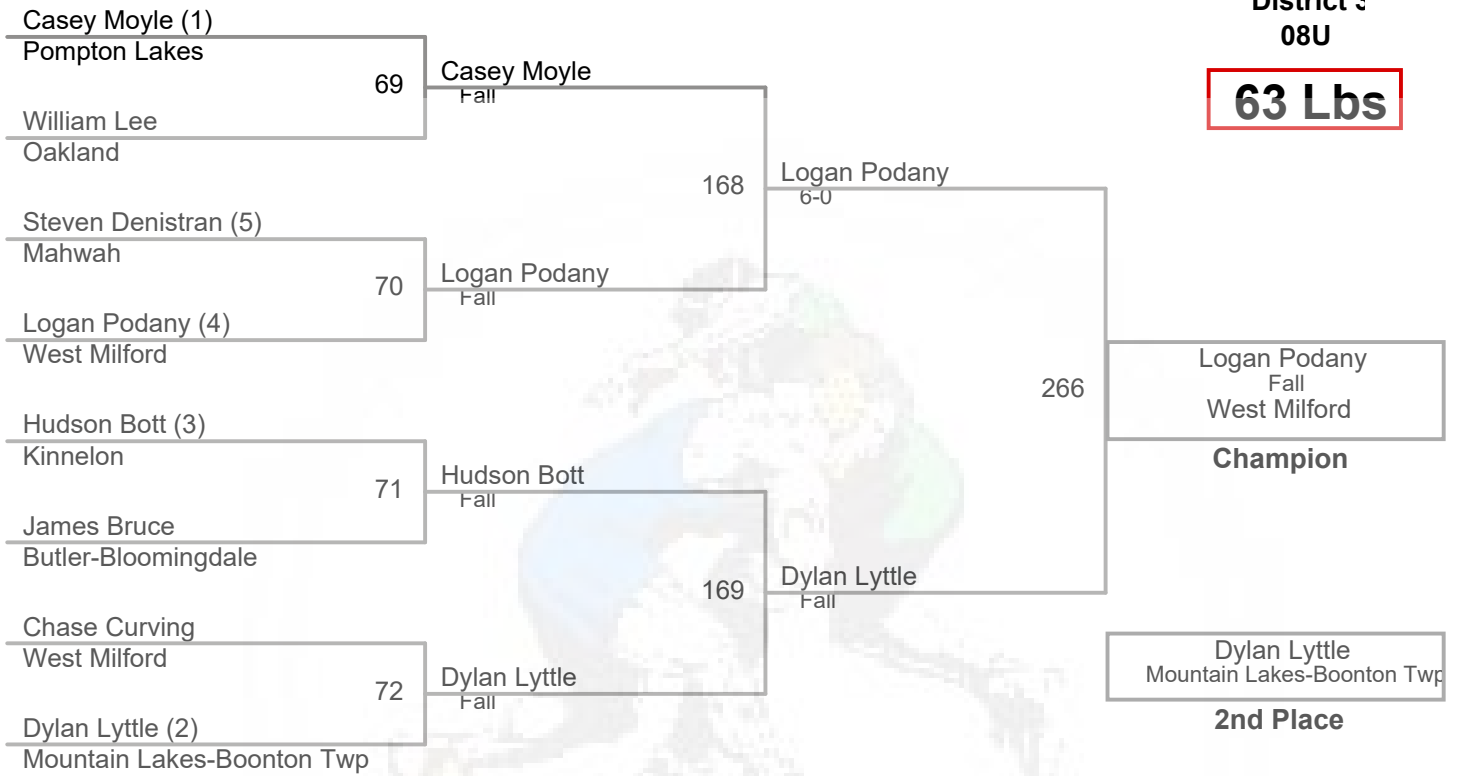 District
08U
63 Lbs
Casey Moyle (1)
Pompton Lakes
69
William Lee
Oakland
Steven Denistran (5)
Mahwah
70
Logan Podany (4)
West Milford
Hudson Bott (3)
Kinnelon
71
James Bruce
Butler-Bloomingdale
Chase Curving
West Milford
72
Dylan Lyttle (2)
Mountain Lakes-Boonton Twp
Casey Moyle
Fall
168
Logan Podany
Fall
Hudson Bott
Fall
169
Dylan Lyttle
Fall
Logan Podany
6-0
266
Dylan Lyttle
Fall
Logan Podany
Fall
West Milford
Champion
Dylan Lyttle
Mountain Lakes-Boonton Twp
2nd Place